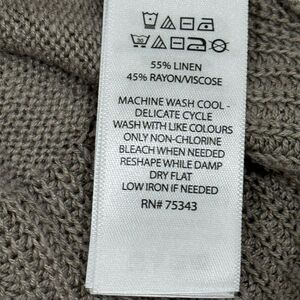 55% LINEN
45% RAYON/VISCOSE
MACHINE WASH COOL -
DELICATE CYCLE
WASH WITH LIKE COLOURS
ONLY NON-CHLORINE
BLEACH WHEN NEEDED
RESHAPE WHILE DAMP
DRY FLAT
LOW IRON IF NEEDED
RN# 75343